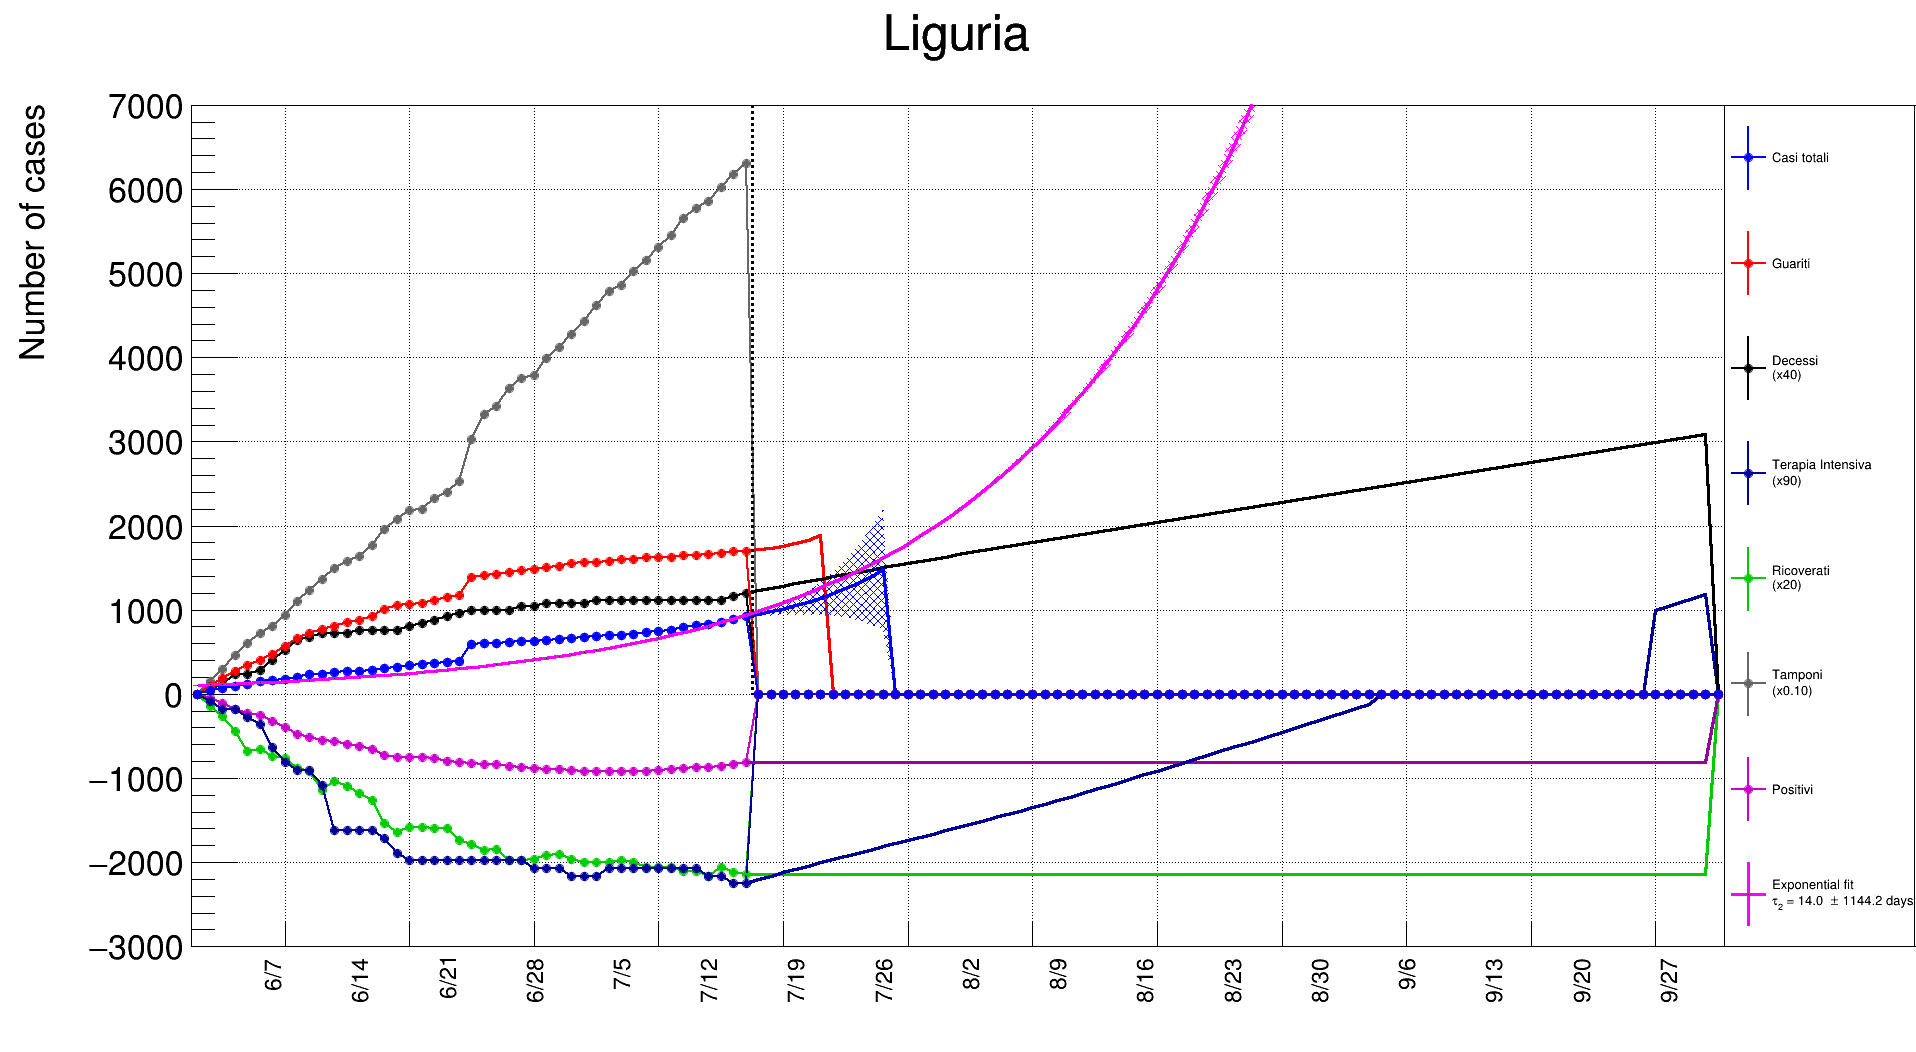 Liguria
Number of cases
7000
6000
5000
4000
3000
2000
1000
0
−1000
−2000
−3000
6/7
6/14
6/21
6/28
7/5
7/12
7/19
7/26
8/2
8/9
8/16
8/23
8/30
9/6
9/13
9/20
9/27
Casi totali
Guariti
Decessi
(x40)
Terapia Intensiva
(x90)
Ricoverati
(x20)
Tamponi
(x0.10)
Positivi
Exponential fit
τ2 = 14.0 ± 1144.2 days